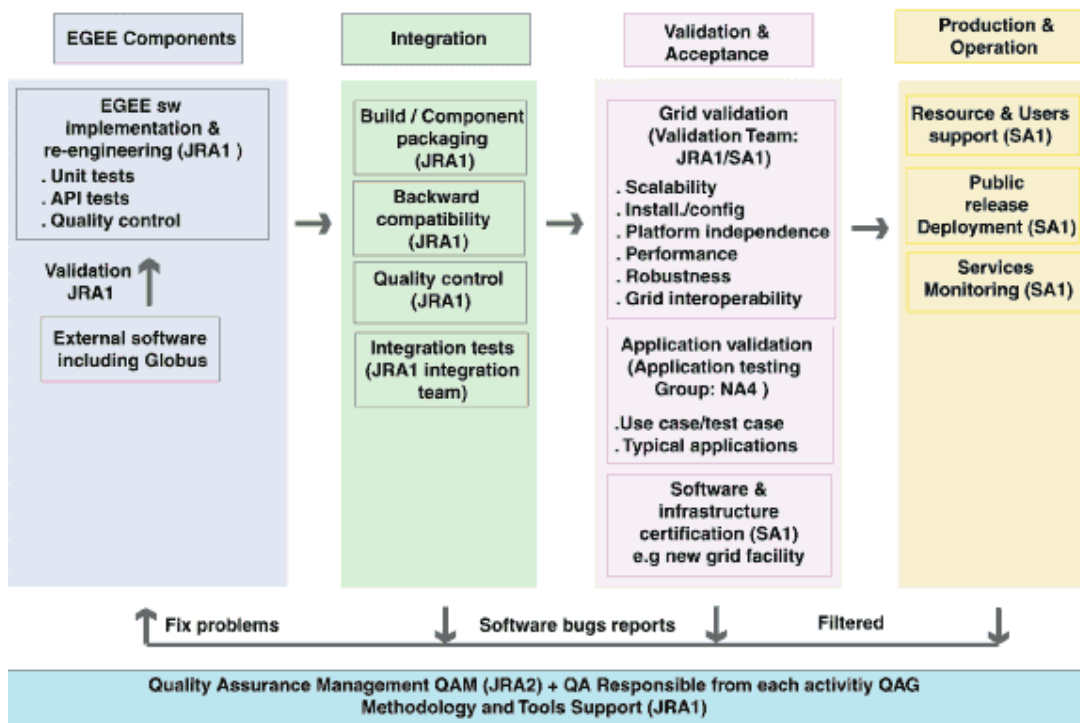 EGEE Components
EGEE sw
implementation &
re-engineering (JRA1 )
. Unit tests
. API tests
. Quality control
Validation
JRA1
External software
including Globus
Integration
Build / Component
packaging
(JRA1)
Backward
compatibility
(JRA1)
Quality control
(JRA1)
Integration tests
(JRA1 integration
team)
Validation &
Acceptance
Grid validation
(Validation Team:
JRA1/SA1)
. Scalability
. Install./config
. Platform independence
. Performance
. Robustness
. Grid interoperability
Application validation
(Application testing
Group: NA4 )
.Use case/test case
. Typical applications
Software &
infrastructure
certification (SA1)
e.g new grid facility
Production &
Operation
Resource & Users
support (SA1)
Public
release
Deployment (SA1)
Services
Monitoring (SA1)
Fix problems
Software bugs reports
Filtered
Quality Assurance Management QAM (JRA2) + QA Responsible from each activitiy QAG
Methodology and Tools Support (JRA1)